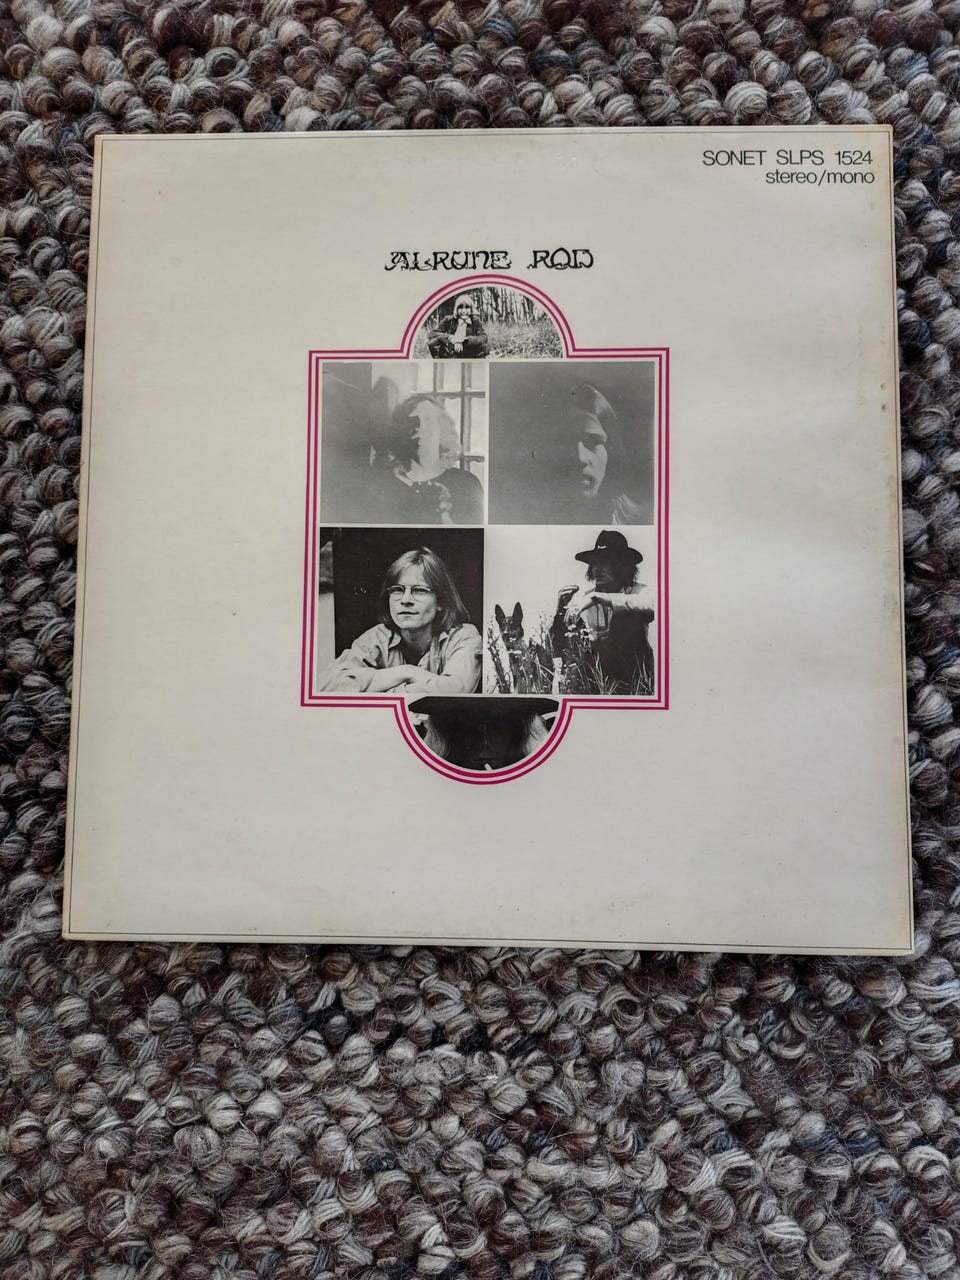 SONET SLPS 1524
stereo/mono
ALRUNE ROD